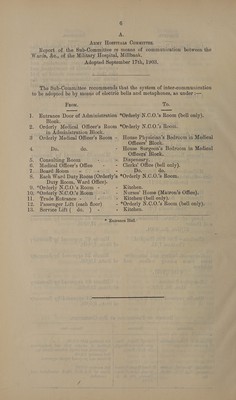 6
A.
ARMY HOSPITALS COMMITTEE.
Report of the Sub-Committee re means of communication between the
Wards, &c., of the Military Hospital, Millbank.
Adopted September 17th, 1903.
The Sub-Committee recommends that the system of inter-communication
to be adopted be by means of electric bells and metaphones, as under :—
FROM. TO.
1. Entrance Door of Administration Block. *Orderly N.C.O.'s Room (bell only).
2. Orderly Medical Officer's Room in Administration Block. *Orderly N.C.O.'s Room.
3. Orderly Medical Officer's Room - House Physician's Bedroom in Medical Officers' Block.
4. Do. do. - House Surgeon's Bedroom in Medical Officers' Block.
5. Consulting Room - - - Dispensary.
6. Medical Officer's Office - - Clerks' Office (bell only).
7. Board Room - - - Do. do.
8. Each Ward Duty Room (Orderly's Duty Room, Ward Office). *Orderly N.C.O.'s Room.
9. *Orderly N.C.O.'s Room - - Kitchen.
10. *Orderly N.C.O.'s Room - - Nurses' Home (Matron's Office).
11. Trade Entrance - - - Kitchen (bell only).
12. Passenger Lift (each floor) - *Orderly N.C.O.'s Room (bell only).
13. Service Lift ( do. ) - - Kitchen.